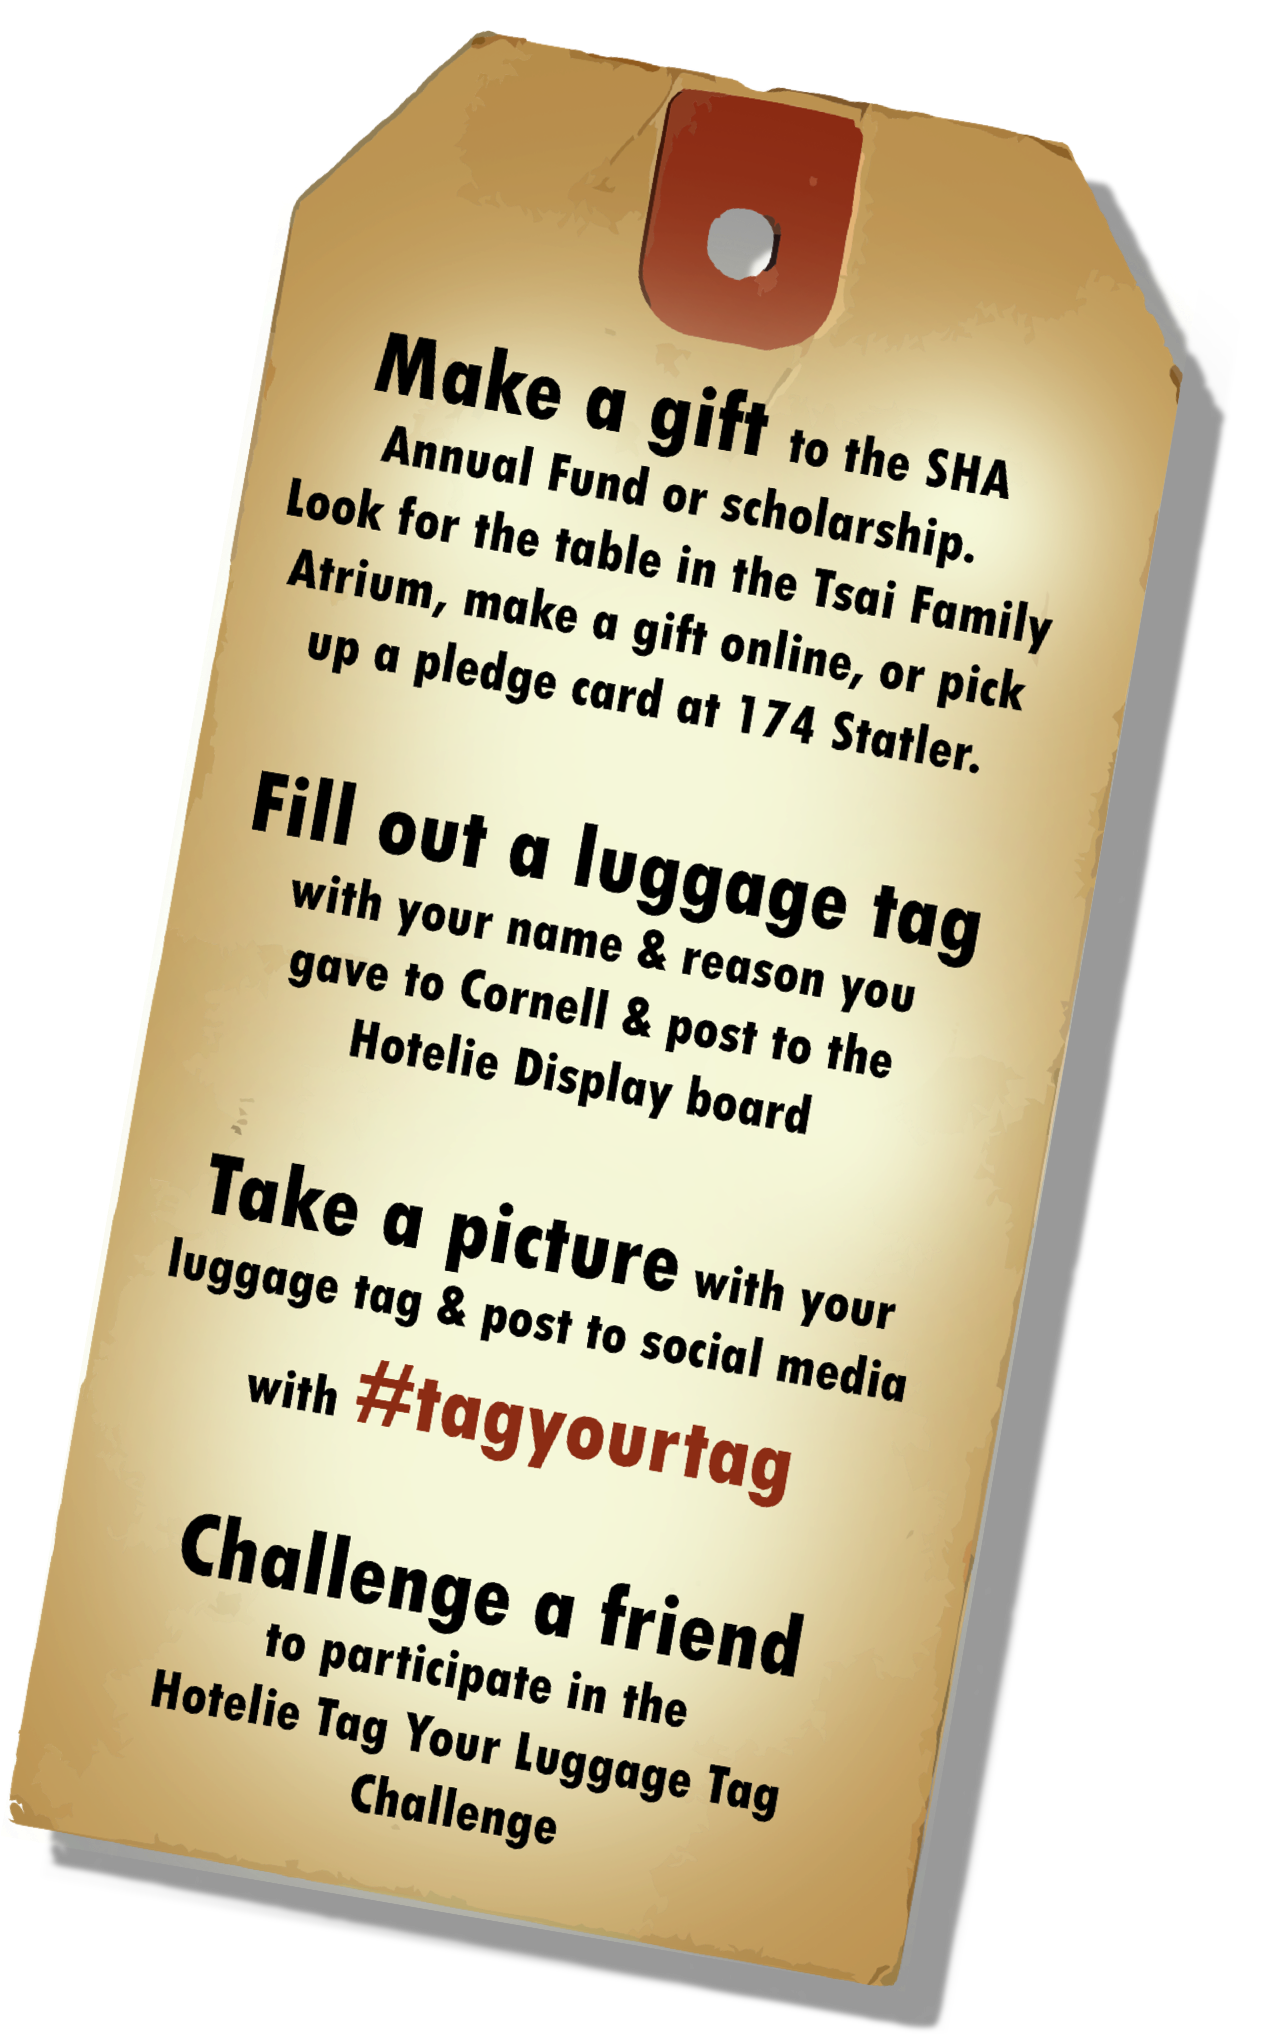 Make a gift to the SHA
Annual Fund or scholarship.
Look for the table in the Tsai Family
Atrium, make a gift online, or pick
up a pledge card at 174 Statler.
Fill out a luggage tag
with your name & reason you
gave to Cornell & post to the
Hotelie Display board
Take a picture with your
luggage tag & post to social media
with #tagyourtag
Challenge a friend
to participate in the
Hotelie Tag Your Luggage Tag
Challenge